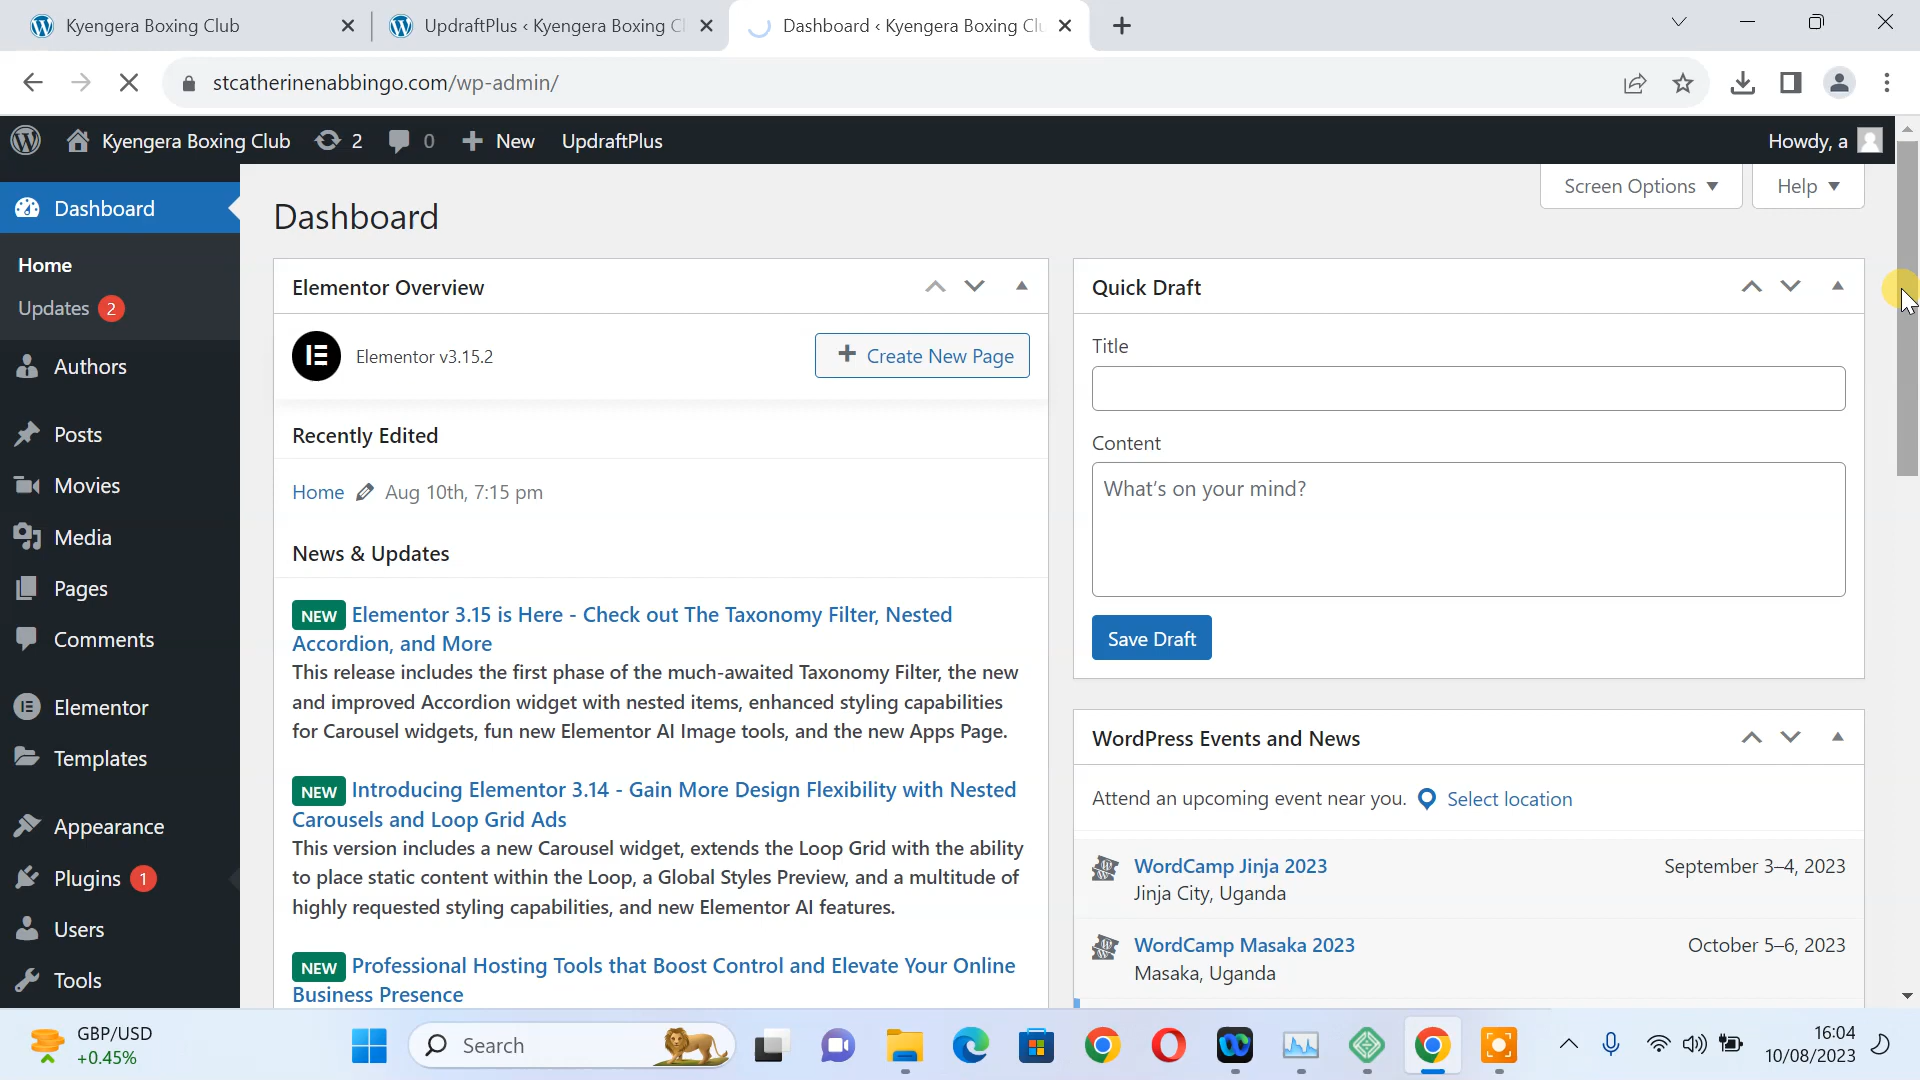 Kyengera Boxing Club
UpdraftPlus ‹ Kyengera Boxing Cl
Dashboard ‹ Kyengera Boxing Clu
stcatherinenabbingo.com/wp-admin/
Kyengera Boxing Club
2
0
New
UpdraftPlus
Howdy, a
Screen Options
Help
Dashboard
Home
Updates 2
Authors
Posts
Movies
Media
Pages
Comments
Elementor
Templates
Appearance
Plugins 1
Users
Tools
Dashboard
Elementor Overview
Elementor v3.15.2
+ Create New Page
Recently Edited
Home Aug 10th, 7:15 pm
News & Updates
NEW Elementor 3.15 is Here - Check out The Taxonomy Filter, Nested
Accordion, and More
This release includes the first phase of the much-awaited Taxonomy Filter, the new
and improved Accordion widget with nested items, enhanced styling capabilities
for Carousel widgets, fun new Elementor AI Image tools, and the new Apps Page.
NEW Introducing Elementor 3.14 - Gain More Design Flexibility with Nested
Carousels and Loop Grid Ads
This version includes a new Carousel widget, extends the Loop Grid with the ability
to place static content within the Loop, a Global Styles Preview, and a multitude of
highly requested styling capabilities, and new Elementor AI features.
NEW Professional Hosting Tools that Boost Control and Elevate Your Online
Business Presence
Quick Draft
Title
Content
What's on your mind?
Save Draft
WordPress Events and News
Attend an upcoming event near you. Select location
WordCamp Jinja 2023
September 3–4, 2023
Jinja City, Uganda
WordCamp Masaka 2023
October 5–6, 2023
Masaka, Uganda
GBP/USD
+0.45%
Search
16:04
10/08/2023